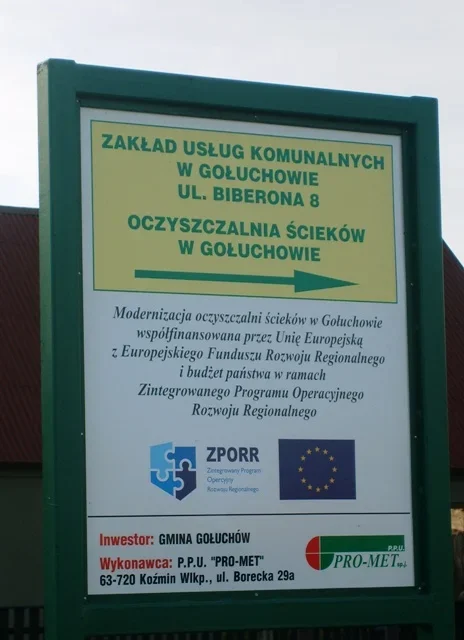 ZAKŁAD USŁUG KOMUNALNYCH
W GOŁUCHOWIE
UL. BIBERONA 8
OCZYSZCZALNIA ŚCIEKÓW
W GOŁUCHOWIE
Modernizacja oczyszczalni ścieków w Gołuchowie
współfinansowana przez Unię Europejską
z Europejskiego Funduszu Rozwoju Regionalnego
i budżet państwa w ramach
Zintegrowanego Programu Operacyjnego
Rozwoju Regionalnego
ZPORR
Zintegrowany Program
Opercyjny
Rozwoju Regionalnego
Inwestor: GMINA GOŁUCHÓW
Wykonawca: P.P.U. "PRO-MET"
63-720 Koźmin Wlkp., ul. Borecka 29a
P.P.U.
PRO-MET sp.j.